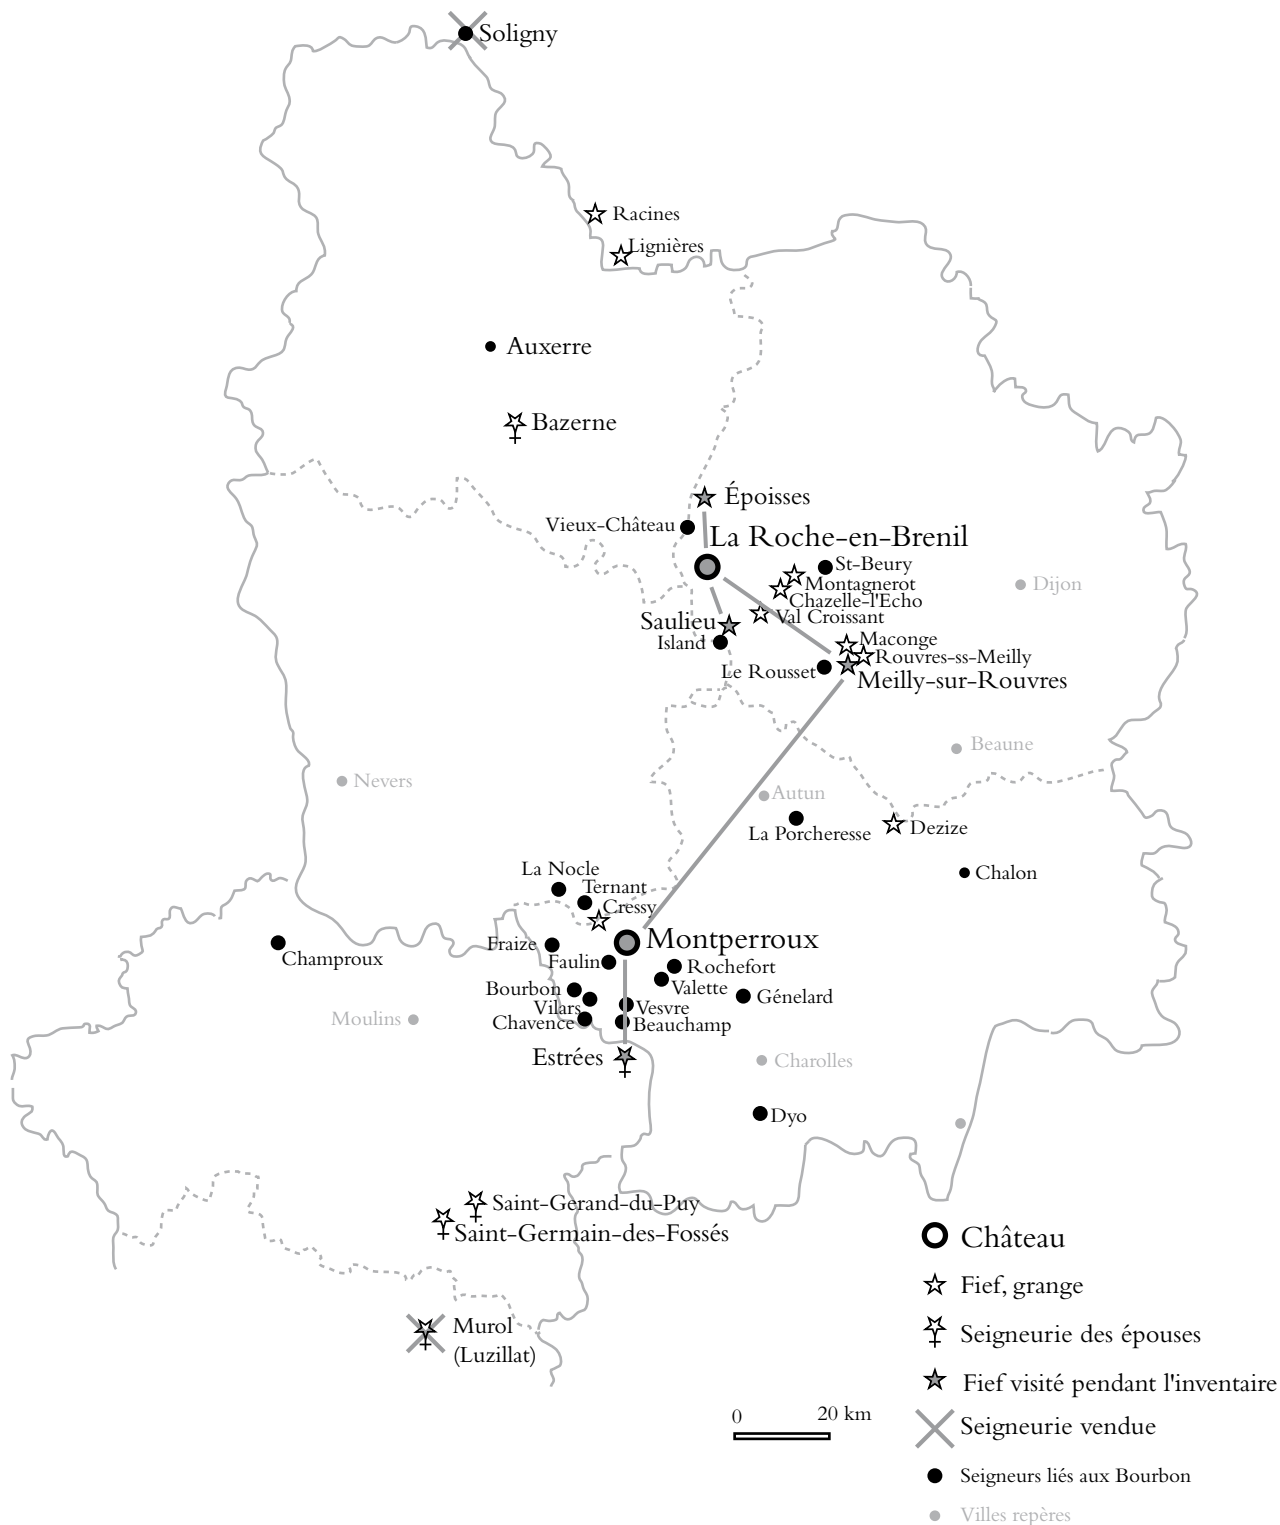 Soligny
Racines
Lignières
Auxerre
Bazerne
Époisses
Vieux-Château
La Roche-en-Brenil
St-Beury
Montagnerot
Dijon
Chazelle-l'Echo
Val Croissant
Saulieu
Island
Maconge
Rouvres-ss-Meilly
Le Rousset
Meilly-sur-Rouvres
Beaune
Nevers
Autun
La Porcheresse
Dezize
La Nocle
Chalon
Ternant
Cressy
Montperroux
Fraize
Champroux
Faulin
Rochefort
Valette
Bourbon
Génelard
Vilars
Vesvre
Moulins
Chavence
Beauchamp
Estrées
Charolles
Dyo
Saint-Gerand-du-Puy
Saint-Germain-des-Fossés
Murol
(Luzillat)
Château
Fief, grange
Seigneurie des épouses
Fief visité pendant l'inventaire
0 20 km
Seigneurie vendue
Seigneurs liés aux Bourbon
Villes repères